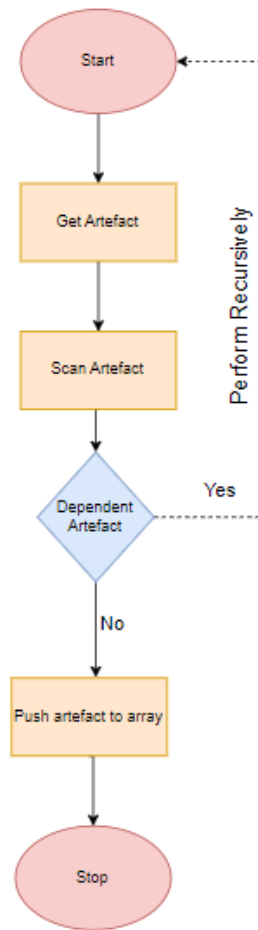 Start
Get Artefact
Scan Artefact
Perform Recursively
Dependent
Artefact
Yes
No
Push artefact to array
Stop